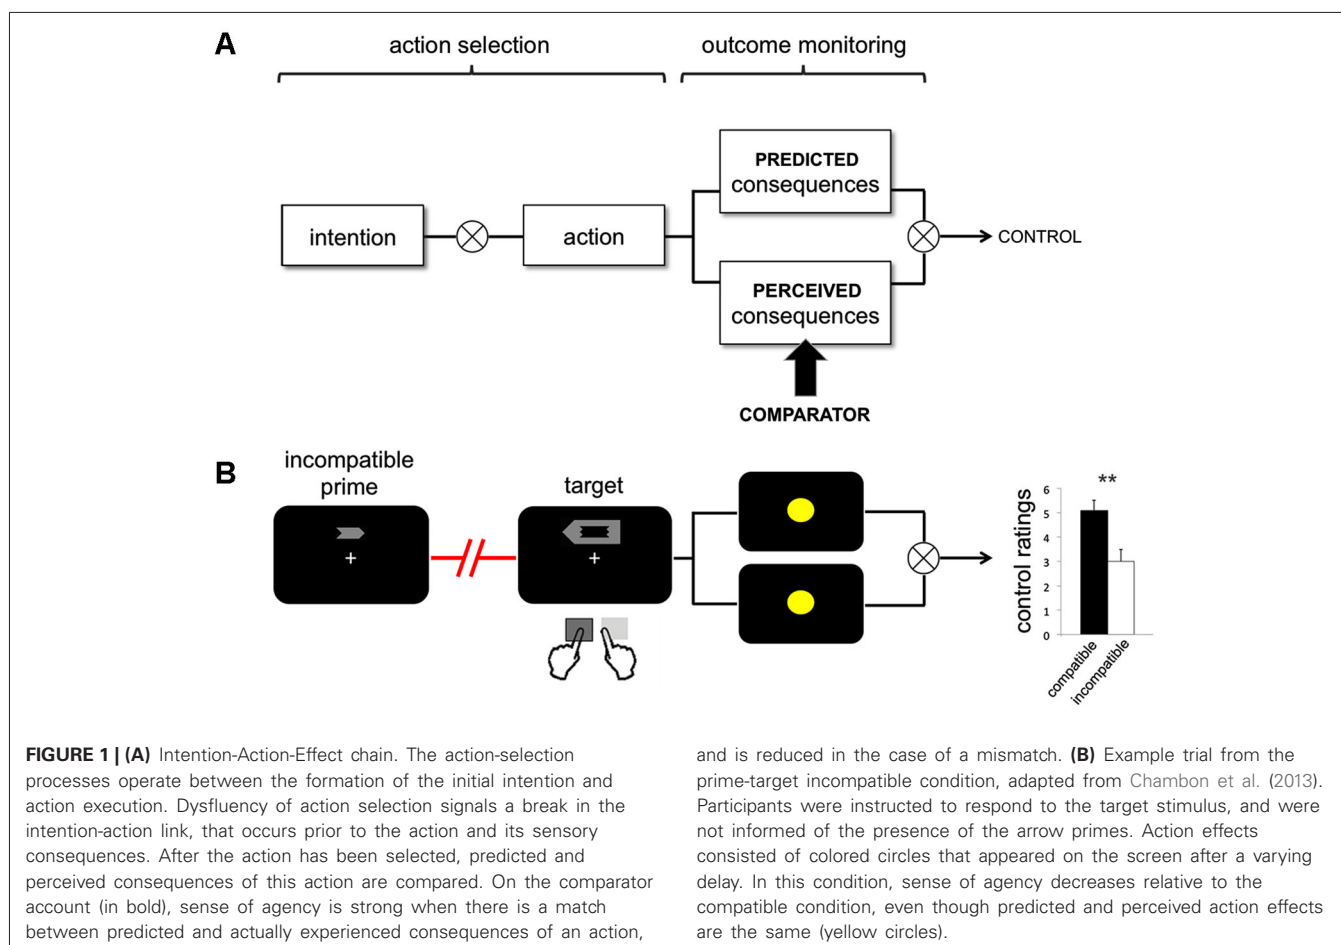 A
action selection
outcome monitoring
PREDICTED
consequences
intention
action
CONTROL
PERCEIVED
consequences
COMPARATOR
B
incompatible
prime
target
**
control ratings
6
5
4
3
2
1
0
compatible
incompatible
FIGURE 1 | (A) Intention-Action-Effect chain. The action-selection
processes operate between the formation of the initial intention and
action execution. Dysfluency of action selection signals a break in the
intention-action link, that occurs prior to the action and its sensory
consequences. After the action has been selected, predicted and
perceived consequences of this action are compared. On the comparator
account (in bold), sense of agency is strong when there is a match
between predicted and actually experienced consequences of an action,
and is reduced in the case of a mismatch. (B) Example trial from the
prime-target incompatible condition, adapted from Chambon et al. (2013).
Participants were instructed to respond to the target stimulus, and were
not informed of the presence of the arrow primes. Action effects
consisted of colored circles that appeared on the screen after a varying
delay. In this condition, sense of agency decreases relative to the
compatible condition, even though predicted and perceived action effects
are the same (yellow circles).